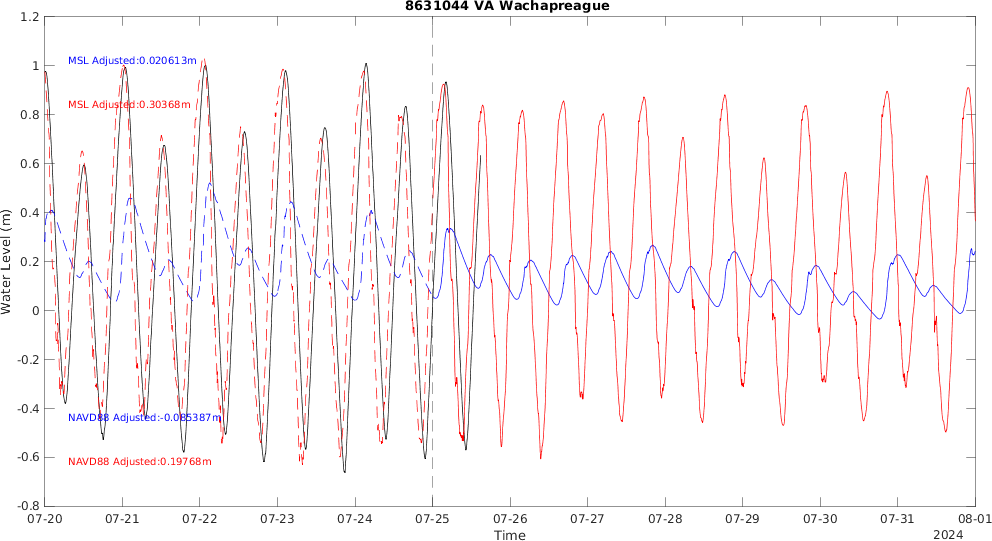 8631044 VA Wachapreague
1.2
1
0.8
0.6
0.4
0.2
0
-0.2
-0.4
-0.6
-0.8
Water Level (m)
MSL Adjusted:0.020613m
MSL Adjusted:0.30368m
NAVD88 Adjusted:-0.085387m
NAVD88 Adjusted:0.19768m
07-20 07-21 07-22 07-23 07-24 07-25 07-26 07-27 07-28 07-29 07-30 07-31 08-01
Time
2024